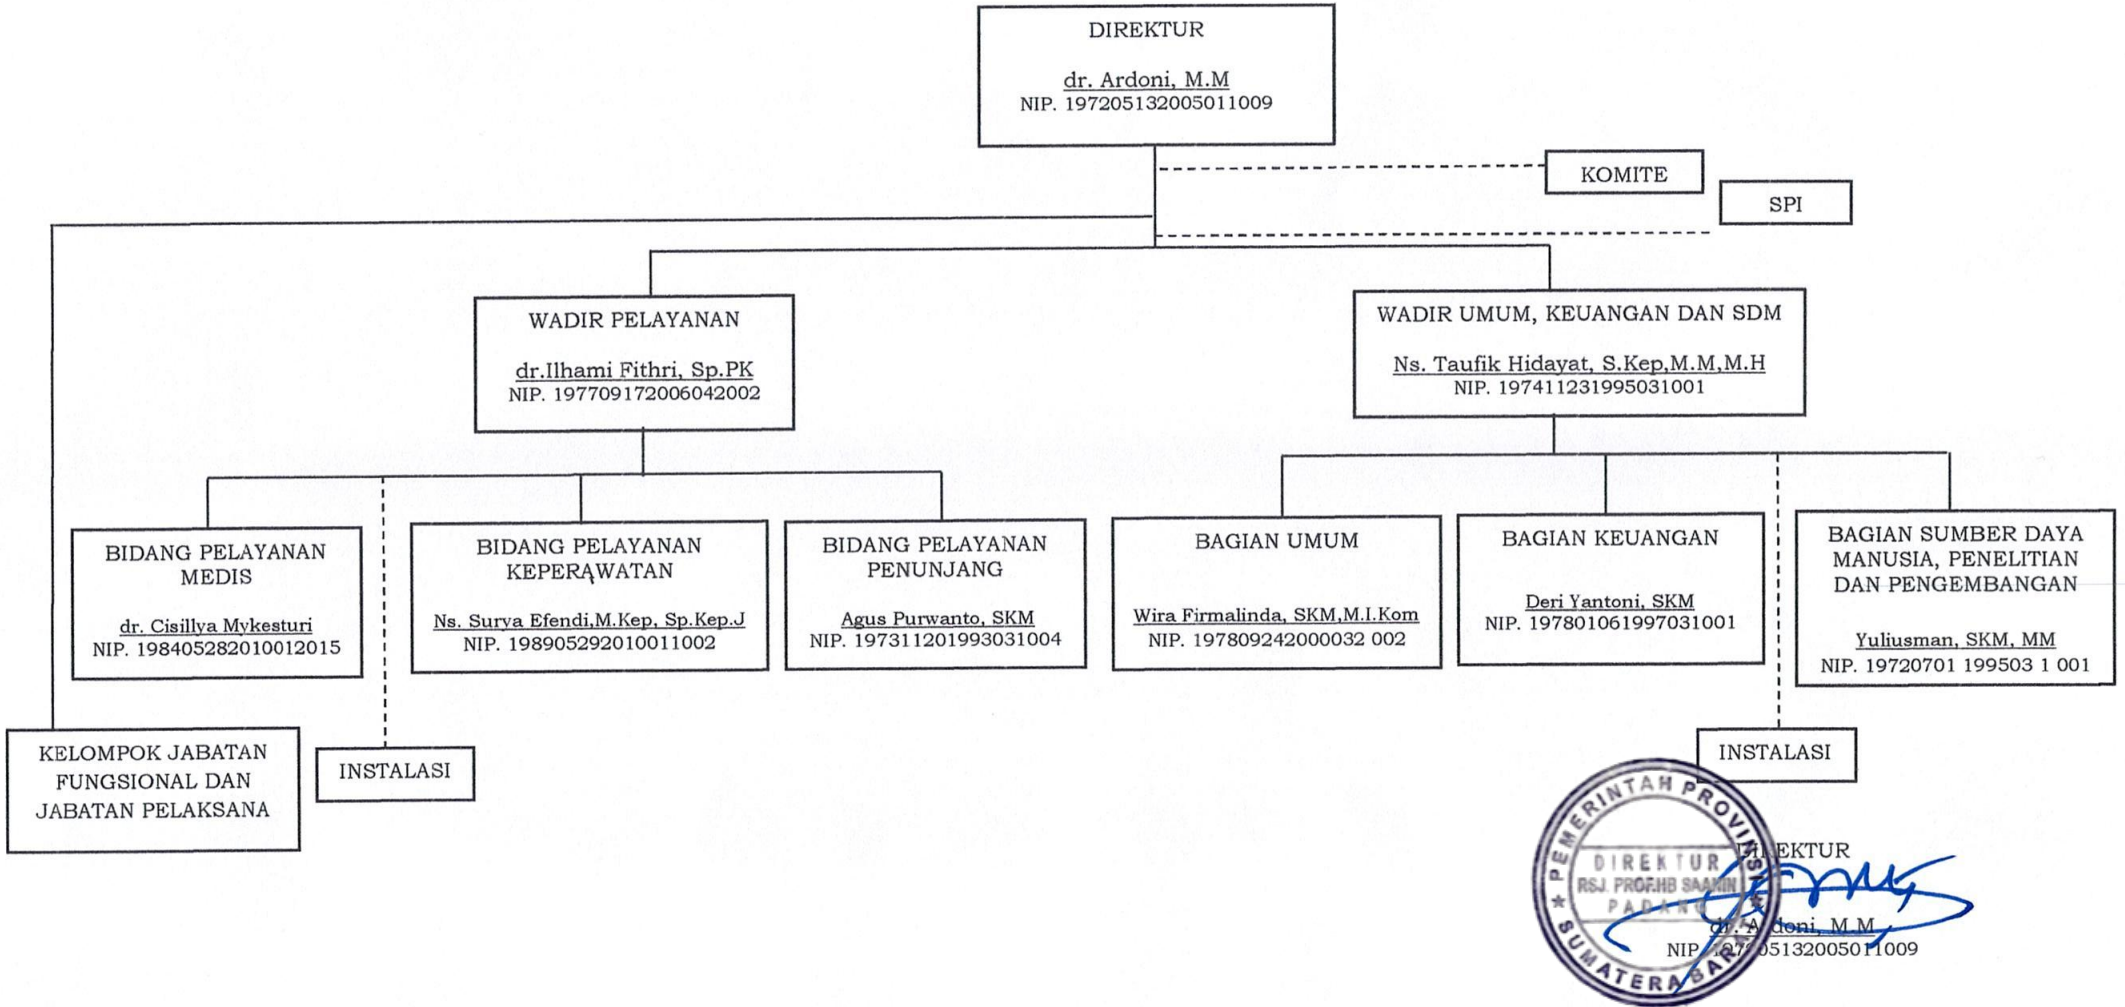 DIREKTUR
dr. Ardoni, M.M
NIP. 197205132005011009
KOMITE
SPI
WADIR PELAYANAN
dr.Ilhami Fithri, Sp.PK
NIP. 197709172006042002
WADIR UMUM, KEUANGAN DAN SDM
Ns. Taufik Hidayat, S.Kep,M.M,M.H
NIP. 197411231995031001
BIDANG PELAYANAN
MEDIS
dr. Cisillya Mykesturi
NIP. 198405282010012015
BIDANG PELAYANAN
KEPERAWATAN
Ns. Surya Efendi,M.Kep, Sp.Kep.J
NIP. 198905292010011002
BIDANG PELAYANAN
PENUNJANG
Agus Purwanto, SKM
NIP. 197311201993031004
BAGIAN UMUM
Wira Firmalinda, SKM,M.I.Kom
NIP. 197809242000032 002
BAGIAN KEUANGAN
Deri Yantoni, SKM
NIP. 197801061997031001
BAGIAN SUMBER DAYA
MANUSIA, PENELITIAN
DAN PENGEMBANGAN
Yuliusman, SKM, MM
NIP. 19720701 199503 1 001
KELOMPOK JABATAN
FUNGSIONAL DAN
JABATAN PELAKSANA
INSTALASI
INSTALASI
PEMERINTAH PROVINSI
DIREKTUR
RSJ. PROF.HB SAANIN
PADANG
SUMATERA BARAT
DIREKTUR
dr. Ardoni, M.M
NIP. 197205132005011009